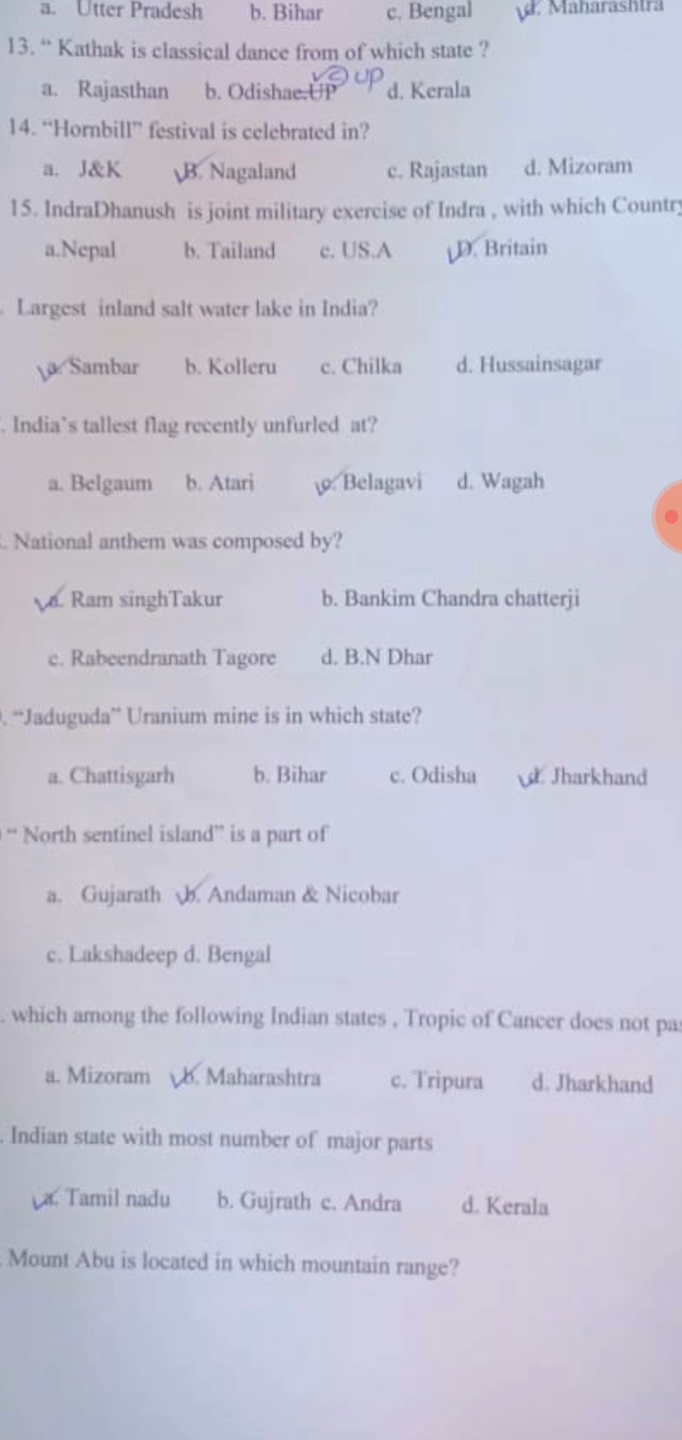 a. Utter Pradesh b. Bihar c. Bengal d. Maharashtra
13. “ Kathak is classical dance from of which state ?
a. Rajasthan b. Odishac.UP c UP d. Kerala
14. “Hornbill” festival is celebrated in?
a. J&K B. Nagaland c. Rajastan d. Mizoram
15. IndraDhanush is joint military exercise of Indra , with which Country
a.Nepal b. Tailand c. US.A D. Britain
. Largest inland salt water lake in India?
a. Sambar b. Kolleru c. Chilka d. Hussainsagar
. India`s tallest flag recently unfurled at?
a. Belgaum b. Atari c. Belagavi d. Wagah
. National anthem was composed by?
a. Ram singhTakur b. Bankim Chandra chatterji
c. Rabeendranath Tagore d. B.N Dhar
. “Jaduguda” Uranium mine is in which state?
a. Chattisgarh b. Bihar c. Odisha d. Jharkhand
“ North sentinel island” is a part of
a. Gujarath b. Andaman & Nicobar
c. Lakshadeep d. Bengal
. which among the following Indian states , Tropic of Cancer does not pas
a. Mizoram b. Maharashtra c. Tripura d. Jharkhand
. Indian state with most number of major parts
a. Tamil nadu b. Gujrath c. Andra d. Kerala
. Mount Abu is located in which mountain range?